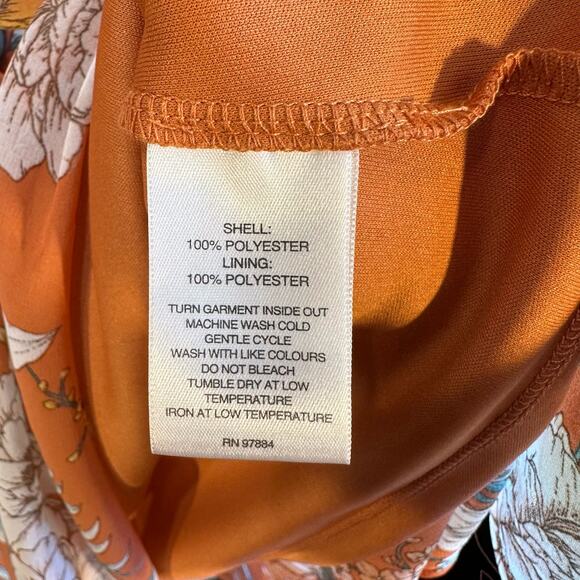 SHELL:
100% POLYESTER
LINING:
100% POLYESTER
TURN GARMENT INSIDE OUT
MACHINE WASH COLD
GENTLE CYCLE
WASH WITH LIKE COLOURS
DO NOT BLEACH
TUMBLE DRY AT LOW
TEMPERATURE
IRON AT LOW TEMPERATURE
RN 97884